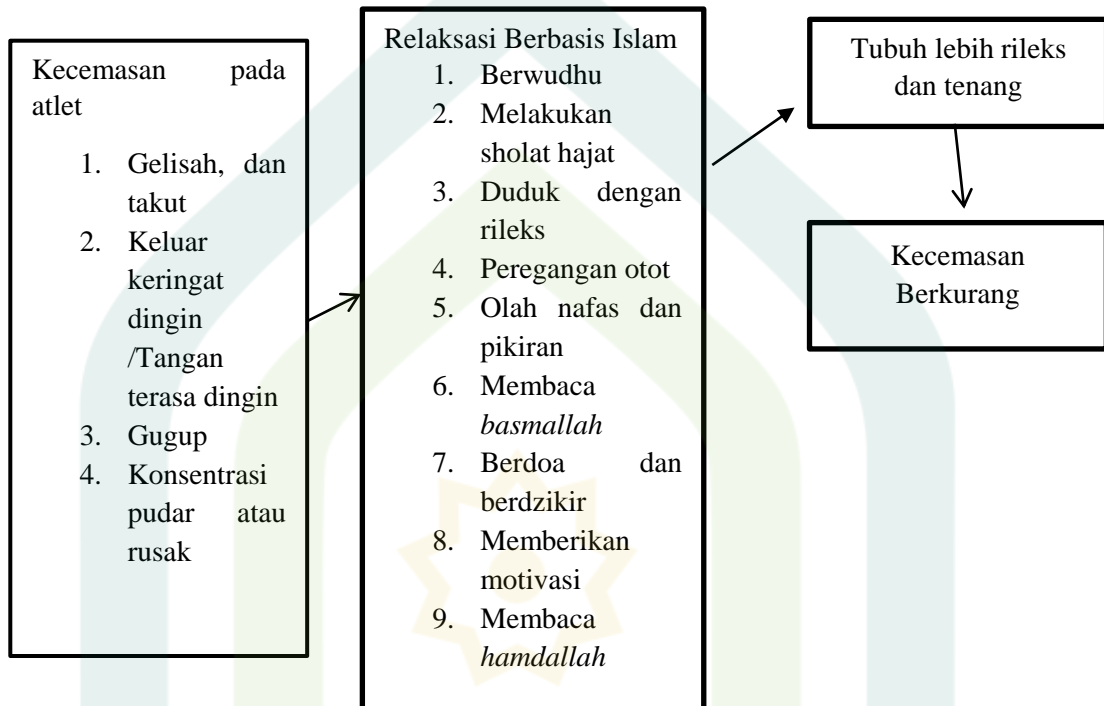 Kecemasan pada
atlet
1. Gelisah, dan
takut
2. Keluar
keringat
dingin
/Tangan
terasa dingin
3. Gugup
4. Konsentrasi
pudar atau
rusak
Relaksasi Berbasis Islam
1. Berwudhu
2. Melakukan
sholat hajat
3. Duduk dengan
rileks
4. Peregangan otot
5. Olah nafas dan
pikiran
6. Membaca
basmallah
7. Berdoa dan
berdzikir
8. Memberikan
motivasi
9. Membaca
hamdallah
Tubuh lebih rileks
dan tenang
Kecemasan
Berkurang